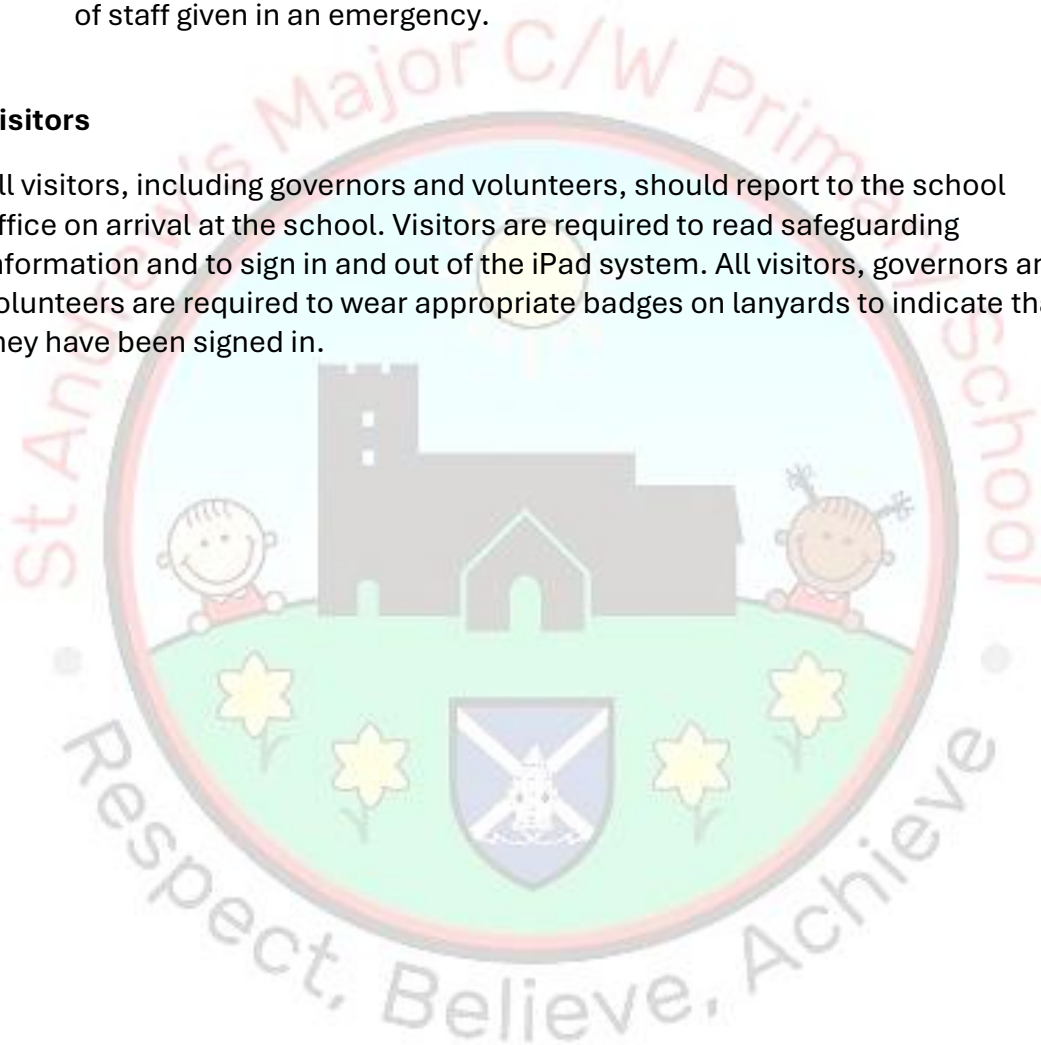 of staff given in an emergency.
isitors
ll visitors, including governors and volunteers, should report to the school
ffice on arrival at the school. Visitors are required to read safeguarding
nformation and to sign in and out of the iPad system. All visitors, governors an
olunteers are required to wear appropriate badges on lanyards to indicate tha
hey have been signed in.
St Andrew's Major C/W Primary School
Respect, Believe, Achieve